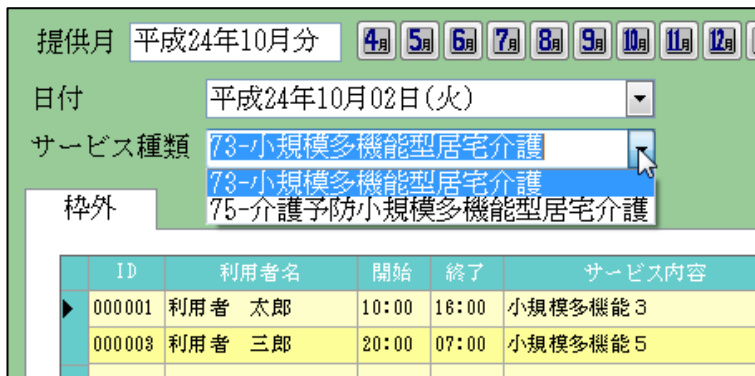 提供月 平成24年10月分 4月 5月 6月 7月 8月 9月 10月 11月 12月
日付 平成24年10月02日(火)
サービス種類 73-小規模多機能型居宅介護
73-小規模多機能型居宅介護
75-介護予防小規模多機能型居宅介護
枠外
ID 利用者名 開始 終了 サービス内容
000001 利用者 太郎 10:00 16:00 小規模多機能3
000003 利用者 三郎 20:00 07:00 小規模多機能5